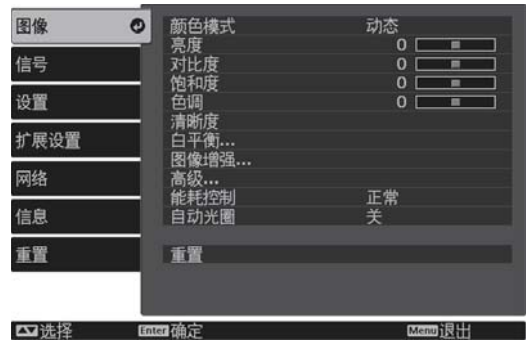 图像
信号
设置
扩展设置
网络
信息
重置
颜色模式 动态
亮度 0
对比度 0
饱和度 0
色调 0
清晰度
白平衡...
图像增强...
高级...
能耗控制 正常
自动光圈 关
重置
选择 Enter 确定 Menu 退出